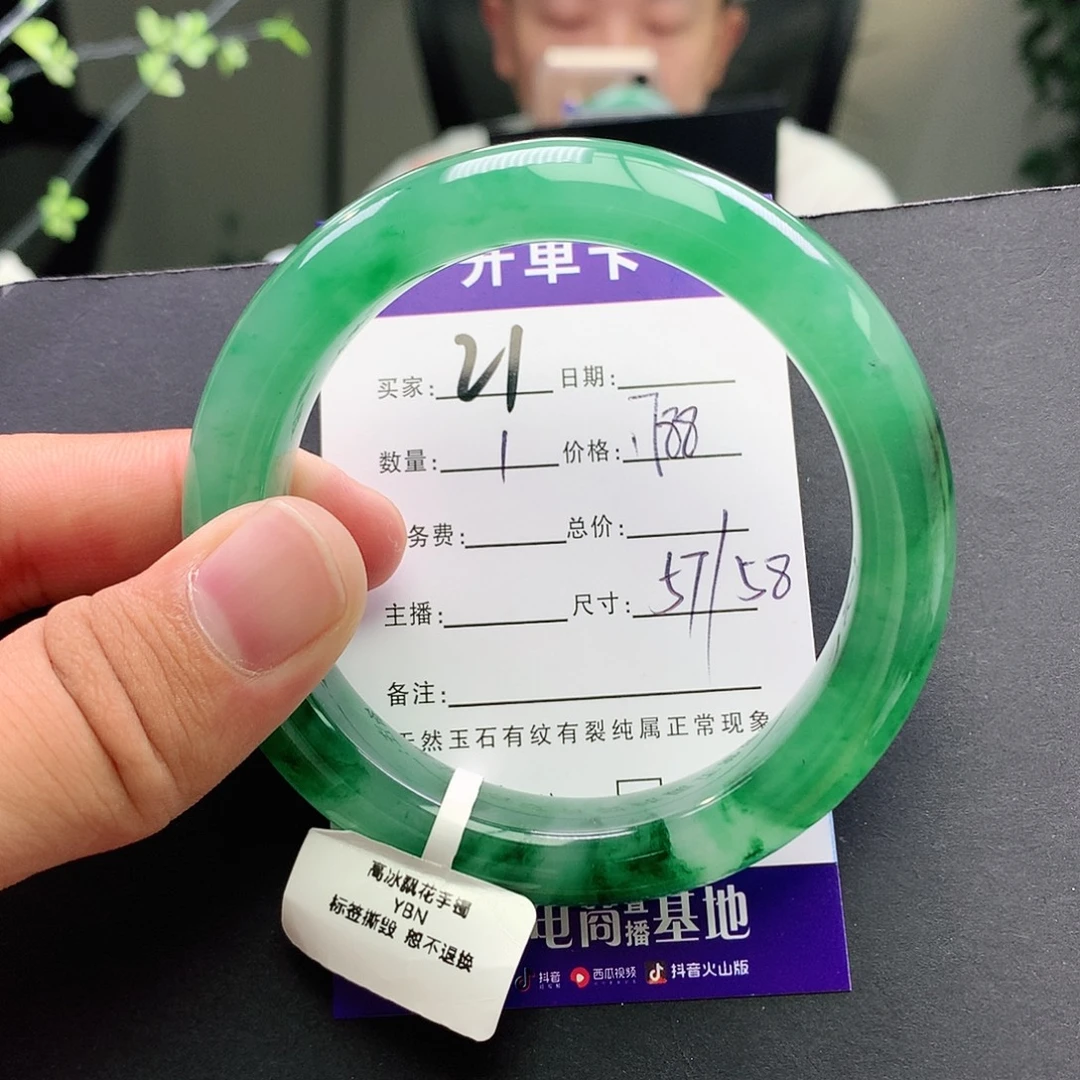 开单卡
买家: 21 日期:
数量: 1 价格: 788
务费: 总价:
主播: 尺寸: 57/58
备注:
天然玉石有纹有裂纯属正常现象
电商直播基地
抖音 西瓜视频 抖音火山版
高冰飘花手镯
YBN
标签撕毁 恕不退换